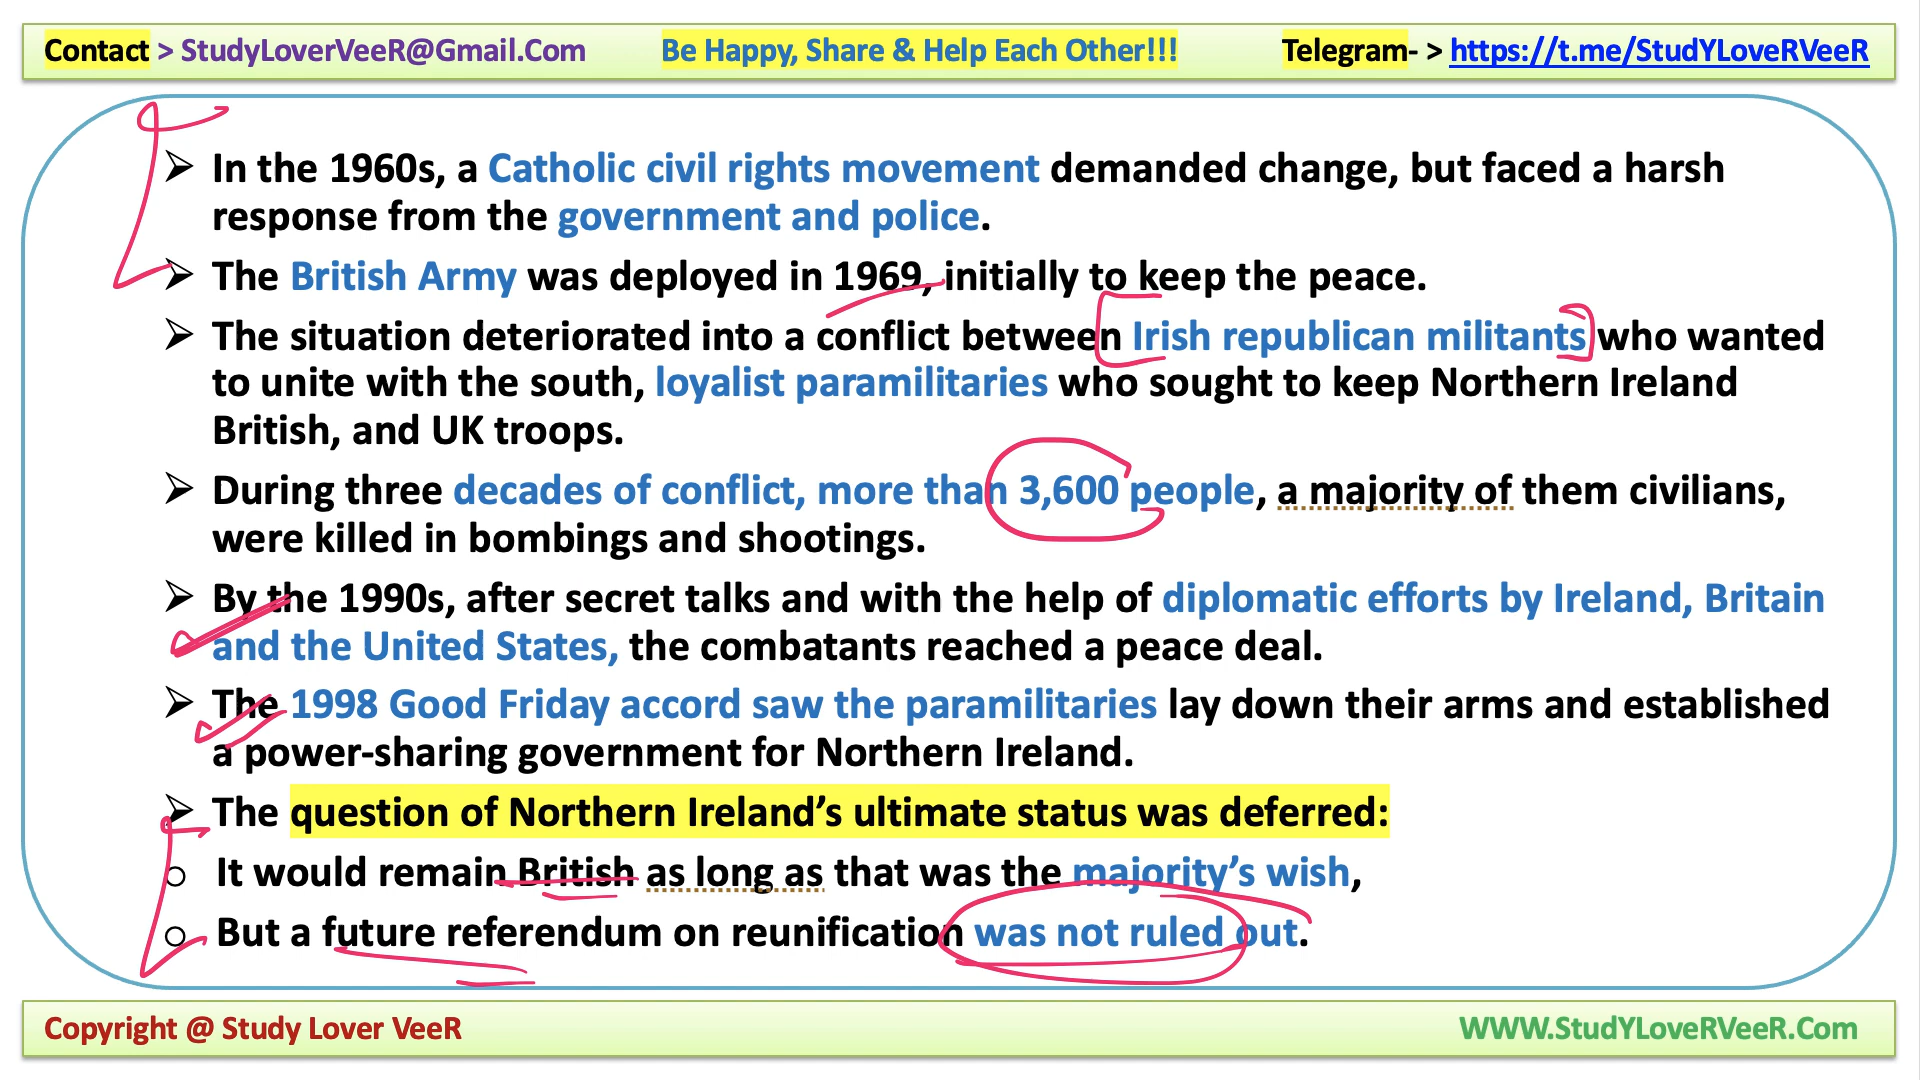 Contact > StudyLoverVeeR@Gmail.Com Be Happy, Share & Help Each Other!!! Telegram- > https://t.me/StudYLoveRVeeR
➢ In the 1960s, a Catholic civil rights movement demanded change, but faced a harsh
response from the government and police.
➢ The British Army was deployed in 1969, initially to keep the peace.
➢ The situation deteriorated into a conflict between Irish republican militants who wanted
to unite with the south, loyalist paramilitaries who sought to keep Northern Ireland
British, and UK troops.
➢ During three decades of conflict, more than 3,600 people, a majority of them civilians,
were killed in bombings and shootings.
➢ By the 1990s, after secret talks and with the help of diplomatic efforts by Ireland, Britain
and the United States, the combatants reached a peace deal.
➢ The 1998 Good Friday accord saw the paramilitaries lay down their arms and established
a power-sharing government for Northern Ireland.
➢ The question of Northern Ireland’s ultimate status was deferred:
o It would remain British as long as that was the majority’s wish,
o But a future referendum on reunification was not ruled out.
Copyright @ Study Lover VeeR WWW.StudYLoveRVeeR.Com